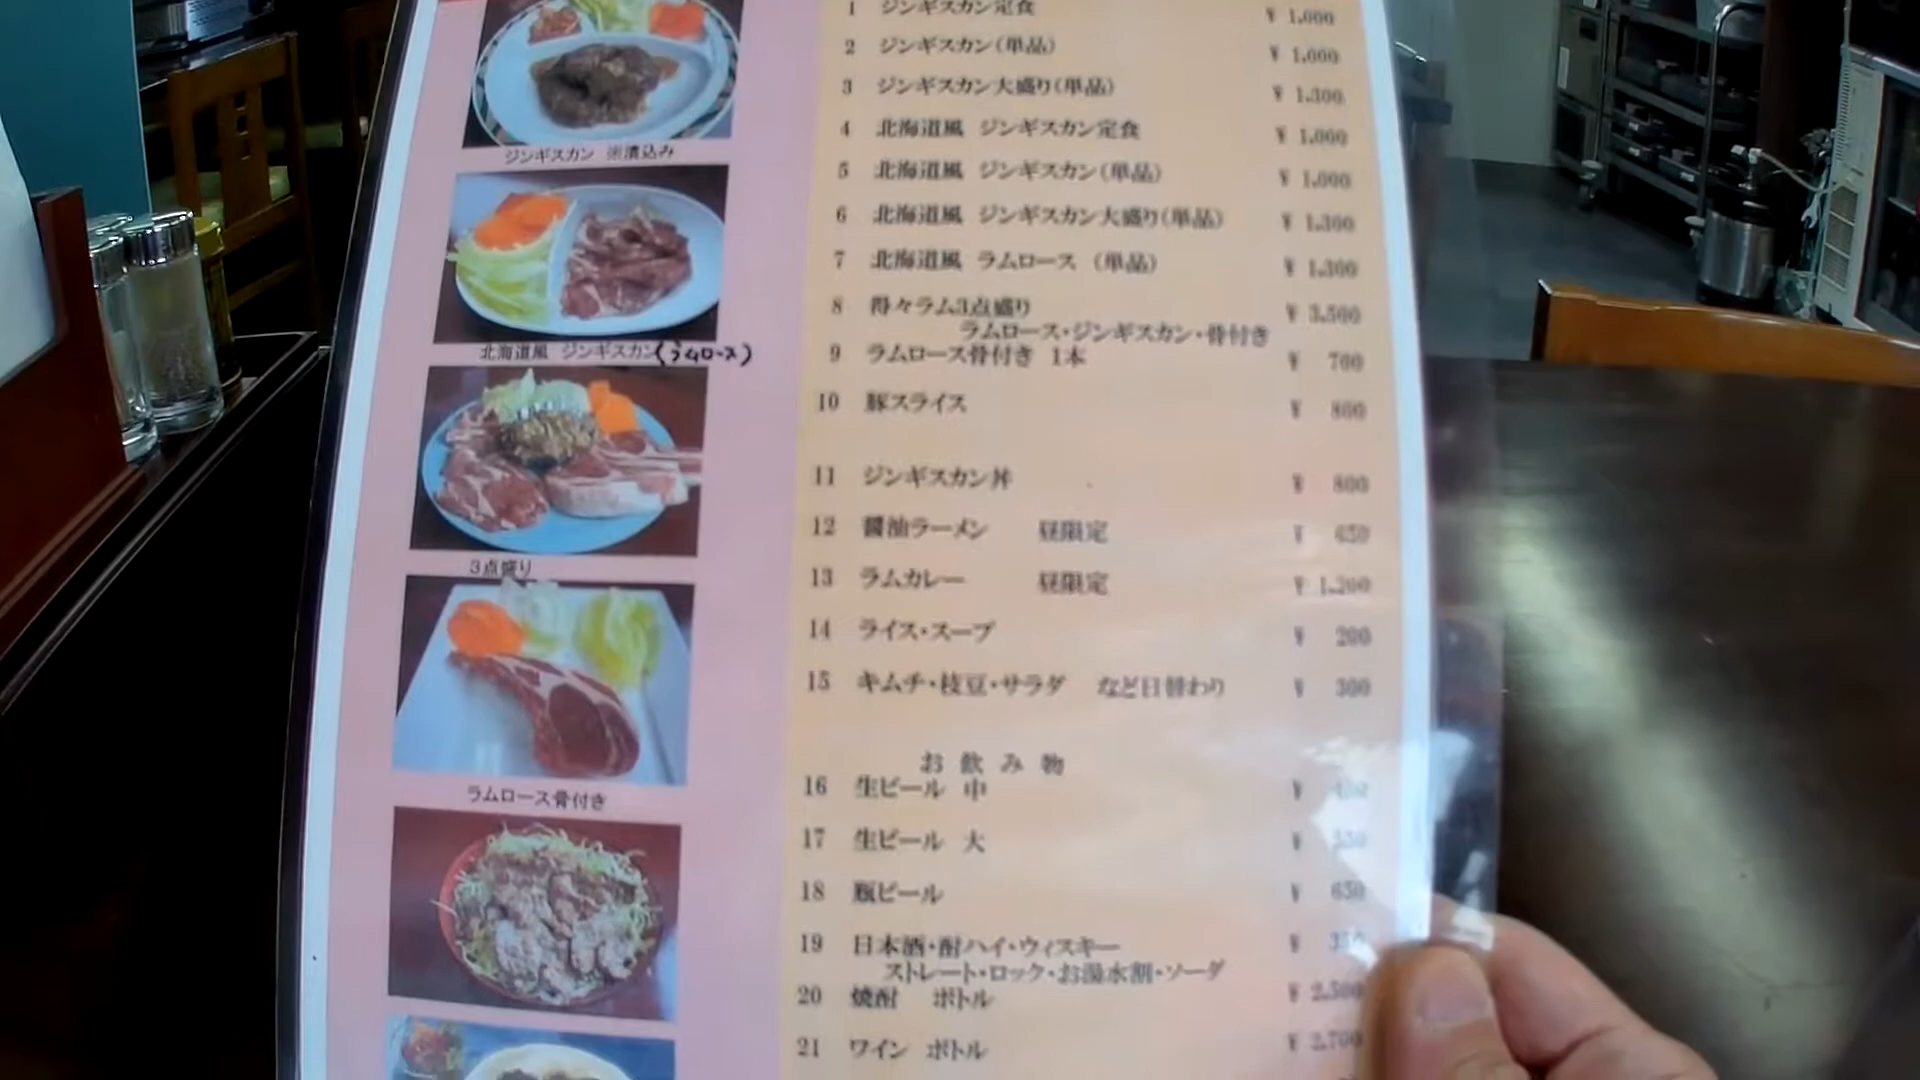 ジンギスカン ※漬込み
北海道風 ジンギスカン(ラムロース)
3点盛り
ラムロース骨付き
1 ジンギスカン定食 ¥1,000
2 ジンギスカン(単品) ¥1,000
3 ジンギスカン大盛り(単品) ¥1,300
4 北海道風 ジンギスカン定食 ¥1,000
5 北海道風 ジンギスカン(単品) ¥1,000
6 北海道風 ジンギスカン大盛り(単品) ¥1,300
7 北海道風 ラムロース (単品) ¥1,300
8 得々ラム3点盛り ¥3,500
ラムロース・ジンギスカン・骨付き
9 ラムロース骨付き 1本 ¥700
10 豚スライス ¥800
11 ジンギスカン丼 ¥800
12 醤油ラーメン 昼限定 ¥650
13 ラムカレー 昼限定 ¥1,200
14 ライス・スープ ¥200
15 キムチ・枝豆・サラダ など日替わり ¥300
お飲み物
16 生ビール 中 ¥
17 生ビール 大 ¥
18 瓶ビール ¥650
19 日本酒・酎ハイ・ウィスキー ¥
ストレート・ロック・お湯水割・ソーダ
20 焼酎 ボトル ¥2,500
21 ワイン ボトル ¥2,700